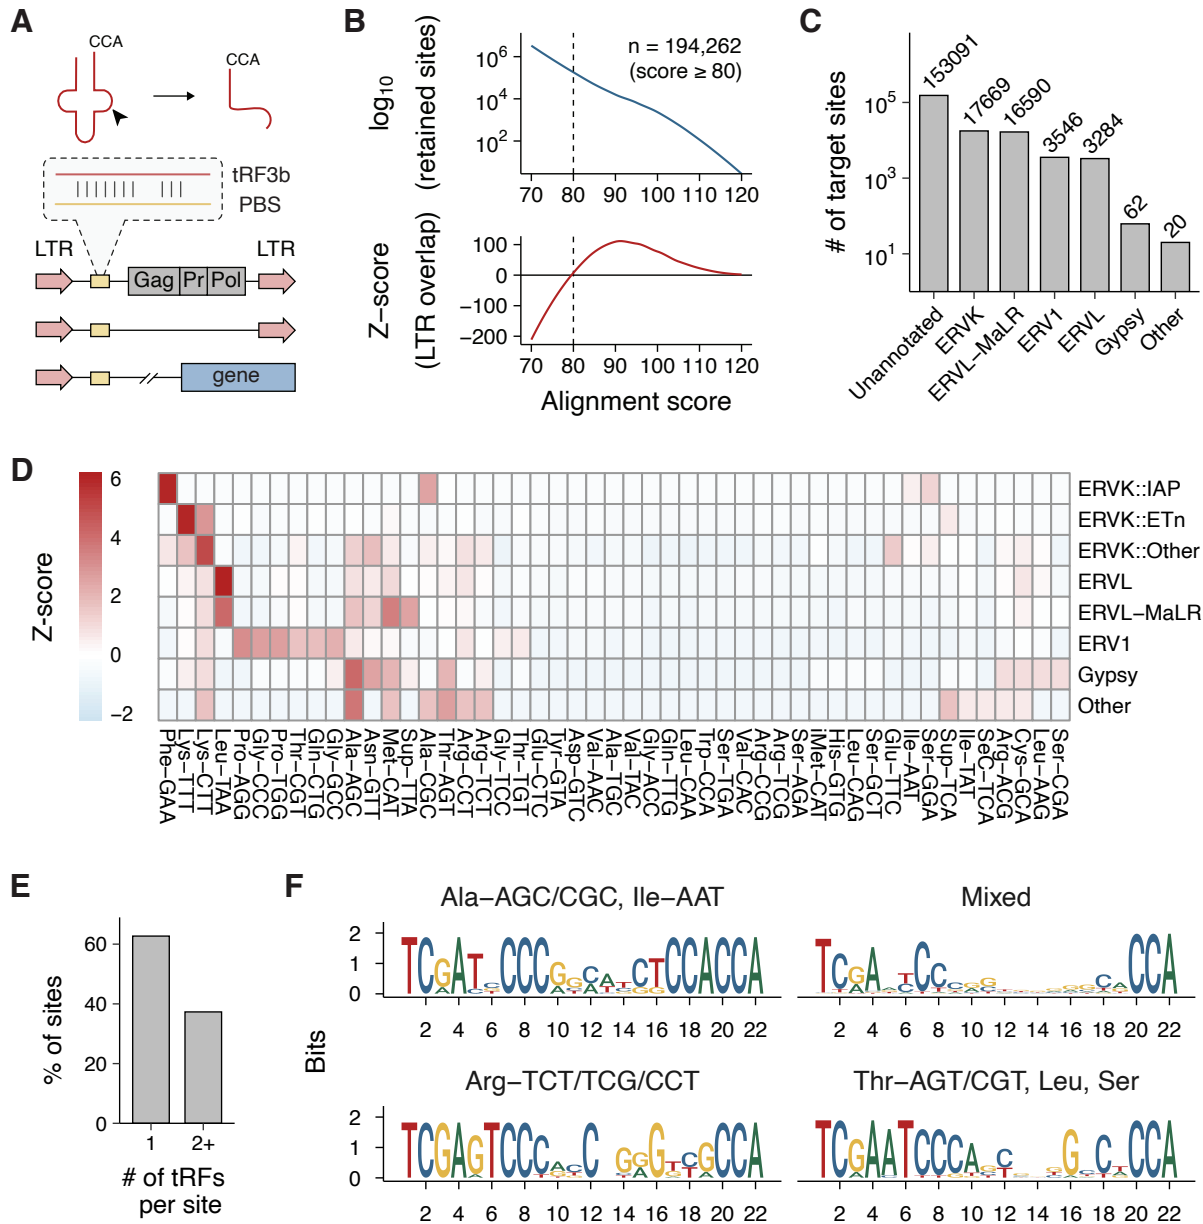 A
CCA
CCA
tRF3b
PBS
LTR
LTR
Gag
Pr
Pol
gene
B
log10
(retained sites)
10^6
10^4
10^2
n = 194,262
(score ≥ 80)
70
80
90
100
110
120
Z−score
(LTR overlap)
100
0
−100
−200
70
80
90
100
110
120
Alignment score
C
# of target sites
10^5
10^3
10^1
153091
17669
16590
3546
3284
62
20
Unannotated
ERVK
ERVL−MaLR
ERV1
ERVL
Gypsy
Other
D
Z−score
6
4
2
0
−2
ERVK::IAP
ERVK::ETn
ERVK::Other
ERVL
ERVL−MaLR
ERV1
Gypsy
Other
Phe−GAA
Lys−TTT
Lys−CTT
Leu−TAA
Pro−AGG
Gly−CCC
Pro−TGG
Thr−CGT
Gln−CTG
Gly−GCC
Ala−AGC
Asn−GTT
Met−CAT
Sup−TTA
Ala−CGC
Thr−AGT
Arg−CCT
Arg−TCT
Gly−TCC
Thr−TGT
Glu−CTC
Tyr−GTA
Asp−GTC
Val−AAC
Ala−TGC
Val−TAC
Gly−ACC
Gln−TTG
Leu−CAA
Trp−CCA
Ser−TGA
Val−CAC
Arg−CCG
Arg−TCG
Ser−AGA
iMet−CAT
His−GTG
Leu−CAG
Ser−GCT
Glu−TTC
Ile−AAT
Ser−GGA
Sup−TCA
Ile−TAT
SeC−TCA
Arg−ACG
Cys−GCA
Leu−AAG
Ser−CGA
E
% of sites
60
40
20
0
1
2+
# of tRFs
per site
F
Bits
Ala−AGC/CGC, Ile−AAT
2
1
0
2 4 6 8 10 12 14 16 18 20 22
Mixed
2 4 6 8 10 12 14 16 18 20 22
Arg−TCT/TCG/CCT
2
1
0
2 4 6 8 10 12 14 16 18 20 22
Thr−AGT/CGT, Leu, Ser
2 4 6 8 10 12 14 16 18 20 22